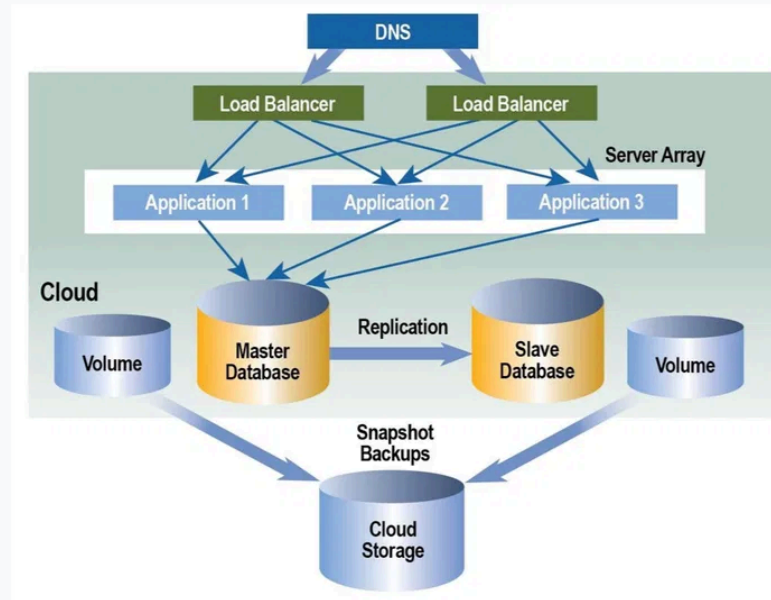 DNS
Load Balancer
Load Balancer
Server Array
Application 1
Application 2
Application 3
Cloud
Volume
Master
Database
Replication
Slave
Database
Volume
Snapshot
Backups
Cloud
Storage